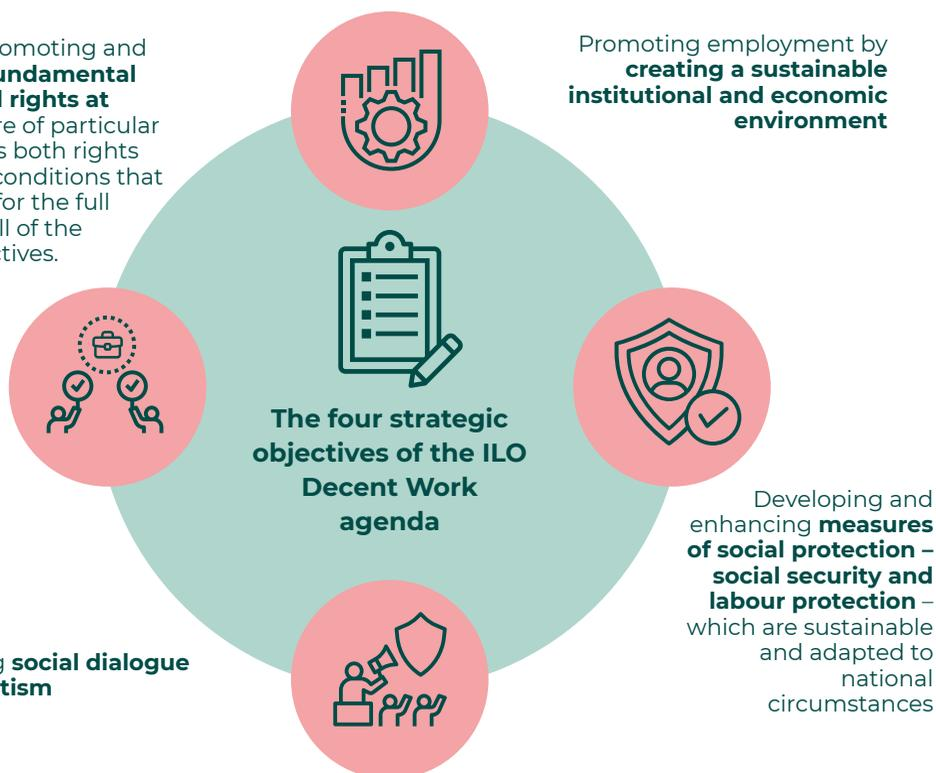 and
rights at
of particular
both rights
conditions that
for the full
of the
Promoting employment by
creating a sustainable
institutional and economic
environment
The four strategic
objectives of the ILO
Decent Work
agenda
Developing and
enhancing measures
of social protection –
social security and
labour protection –
which are sustainable
and adapted to
national
circumstances
social dialogue